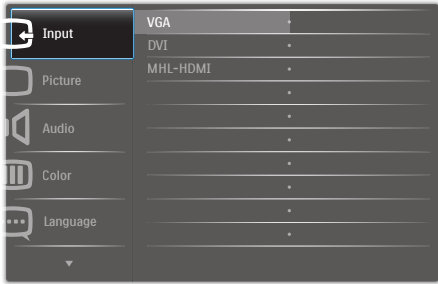 Input
Picture
Audio
Color
Language
VGA
DVI
MHL-HDMI